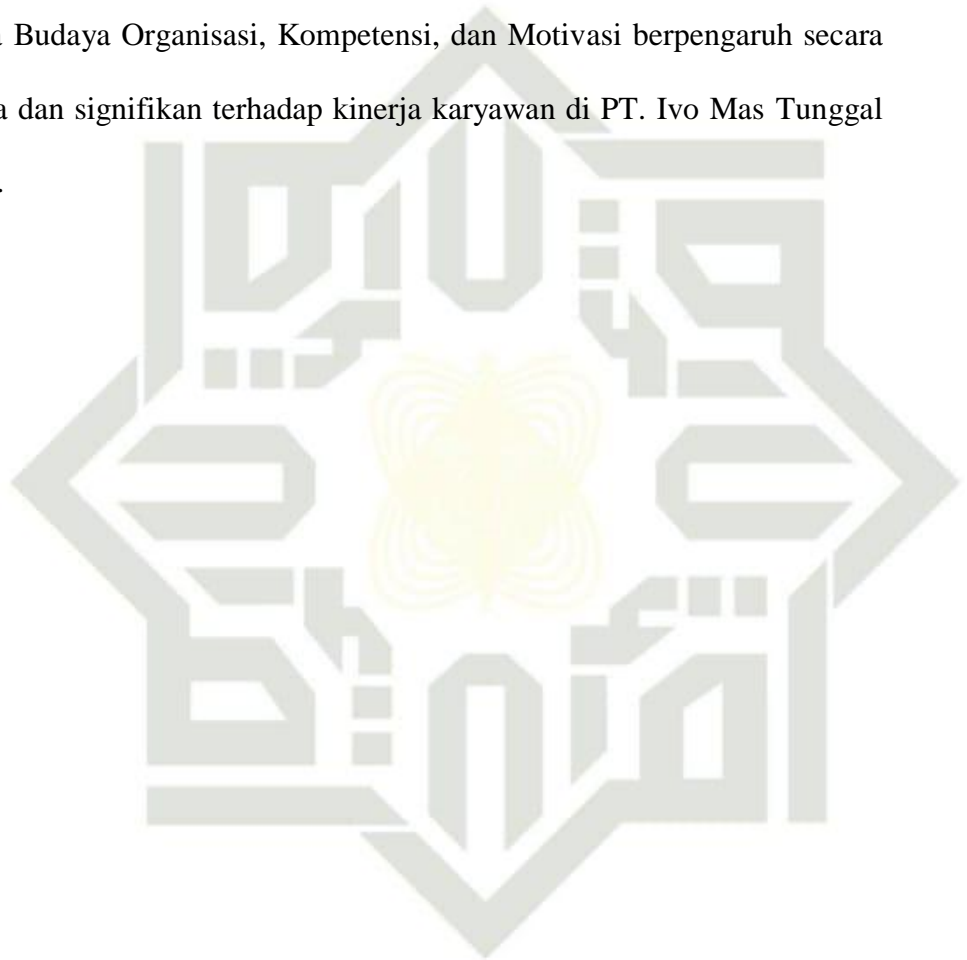 a Budaya Organisasi, Kompetensi, dan Motivasi berpengaruh secara
a dan signifikan terhadap kinerja karyawan di PT. Ivo Mas Tunggal
.